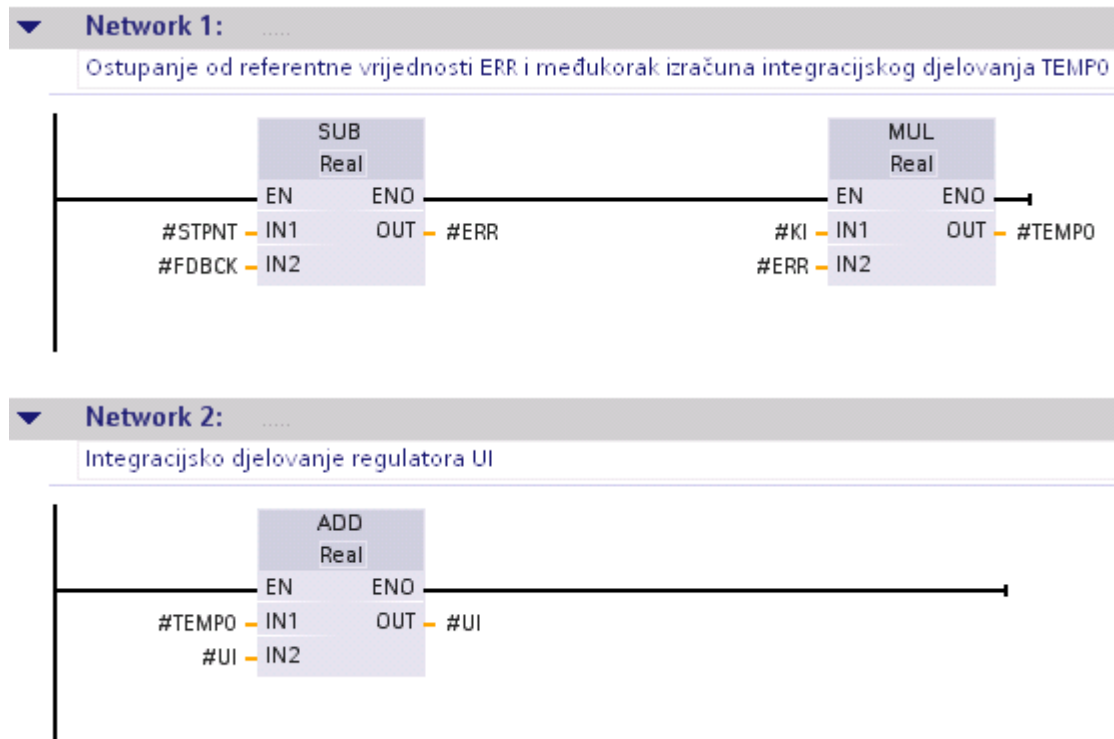 Network 1: .....
Ostupanje od referentne vrijednosti ERR i međukorak izračuna integracijskog djelovanja TEMP0
SUB
Real
EN ENO
#STPNT IN1 OUT #ERR
#FDBCK IN2
MUL
Real
EN ENO
#KI IN1 OUT #TEMP0
#ERR IN2
Network 2: .....
Integracijsko djelovanje regulatora UI
ADD
Real
EN ENO
#TEMP0 IN1 OUT #UI
#UI IN2